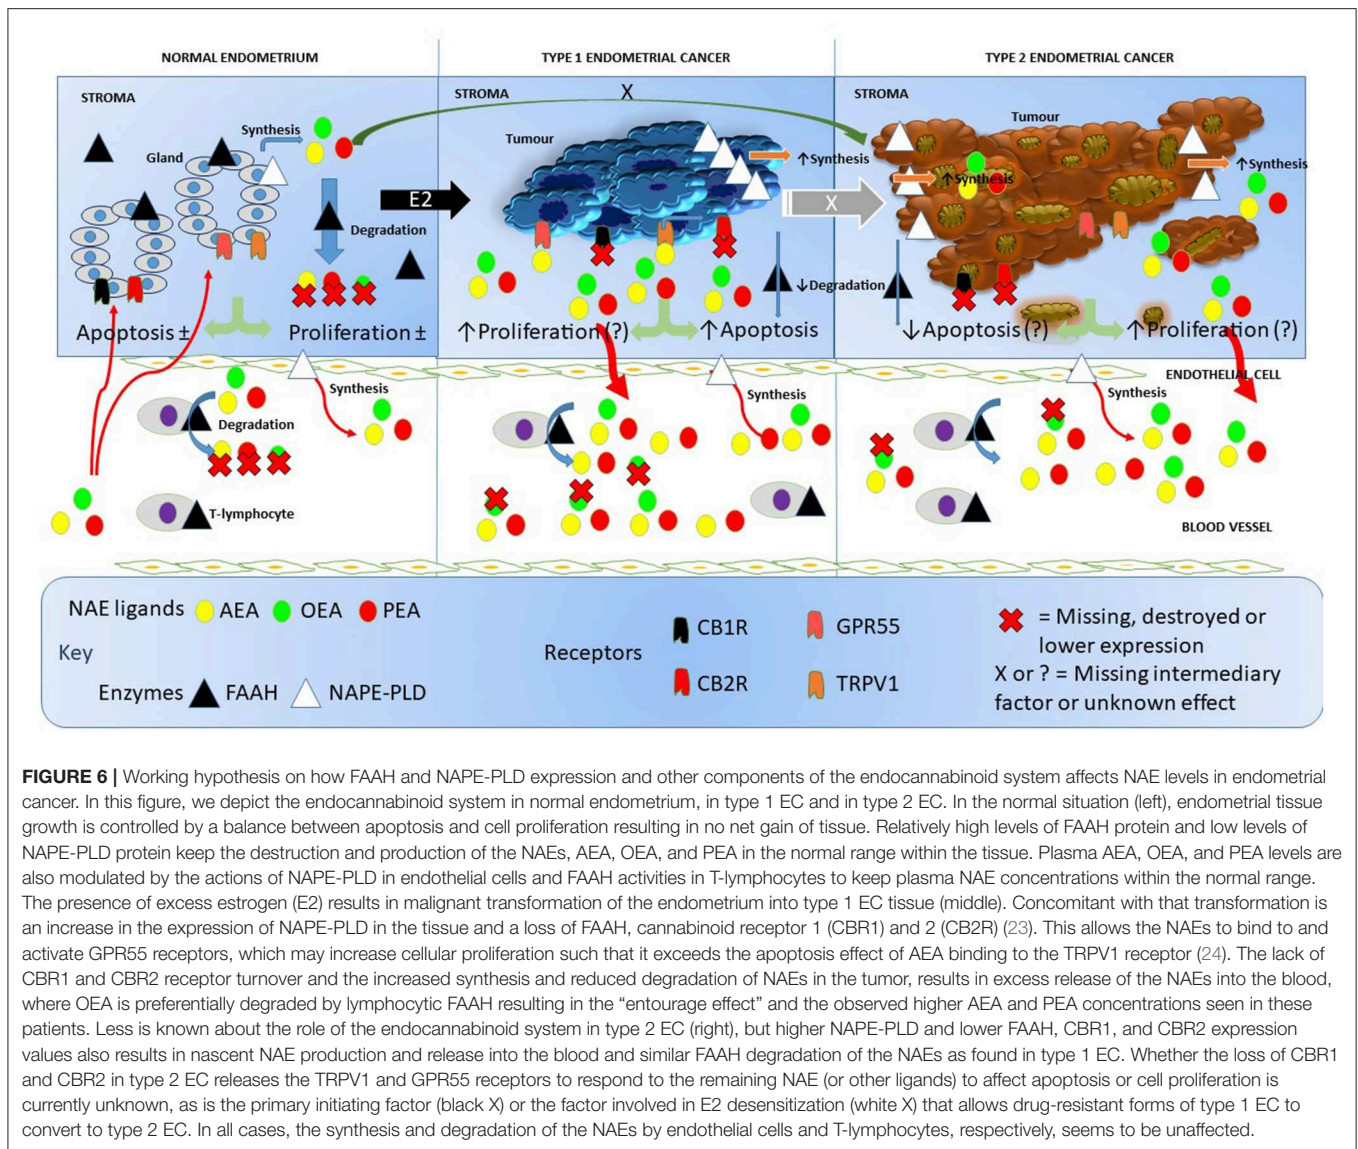 NORMAL ENDOMETRIUM
TYPE 1 ENDOMETRIAL CANCER
TYPE 2 ENDOMETRIAL CANCER
STROMA
Synthesis
Gland
Degradation
Apoptosis ±
Proliferation ±
E2
STROMA
X
Tumour
↑Synthesis
X
↓Degradation
↑Proliferation (?)
↑Apoptosis
STROMA
Tumour
↑Synthesis
↑Synthesis
↓Apoptosis (?)
↑Proliferation (?)
ENDOTHELIAL CELL
Synthesis
Degradation
T-lymphocyte
Synthesis
Synthesis
BLOOD VESSEL
NAE ligands
AEA
OEA
PEA
Key
Enzymes
FAAH
NAPE-PLD
Receptors
CB1R
GPR55
CB2R
TRPV1
= Missing, destroyed or
lower expression
X or ? = Missing intermediary
factor or unknown effect
FIGURE 6 | Working hypothesis on how FAAH and NAPE-PLD expression and other components of the endocannabinoid system affects NAE levels in endometrial
cancer. In this figure, we depict the endocannabinoid system in normal endometrium, in type 1 EC and in type 2 EC. In the normal situation (left), endometrial tissue
growth is controlled by a balance between apoptosis and cell proliferation resulting in no net gain of tissue. Relatively high levels of FAAH protein and low levels of
NAPE-PLD protein keep the destruction and production of the NAEs, AEA, OEA, and PEA in the normal range within the tissue. Plasma AEA, OEA, and PEA levels are
also modulated by the actions of NAPE-PLD in endothelial cells and FAAH activities in T-lymphocytes to keep plasma NAE concentrations within the normal range.
The presence of excess estrogen (E2) results in malignant transformation of the endometrium into type 1 EC tissue (middle). Concomitant with that transformation is
an increase in the expression of NAPE-PLD in the tissue and a loss of FAAH, cannabinoid receptor 1 (CBR1) and 2 (CB2R) (23). This allows the NAEs to bind to and
activate GPR55 receptors, which may increase cellular proliferation such that it exceeds the apoptosis effect of AEA binding to the TRPV1 receptor (24). The lack of
CBR1 and CBR2 receptor turnover and the increased synthesis and reduced degradation of NAEs in the tumor, results in excess release of the NAEs into the blood,
where OEA is preferentially degraded by lymphocytic FAAH resulting in the “entourage effect” and the observed higher AEA and PEA concentrations seen in these
patients. Less is known about the role of the endocannabinoid system in type 2 EC (right), but higher NAPE-PLD and lower FAAH, CBR1, and CBR2 expression
values also results in nascent NAE production and release into the blood and similar FAAH degradation of the NAEs as found in type 1 EC. Whether the loss of CBR1
and CBR2 in type 2 EC releases the TRPV1 and GPR55 receptors to respond to the remaining NAE (or other ligands) to affect apoptosis or cell proliferation is
currently unknown, as is the primary initiating factor (black X) or the factor involved in E2 desensitization (white X) that allows drug-resistant forms of type 1 EC to
convert to type 2 EC. In all cases, the synthesis and degradation of the NAEs by endothelial cells and T-lymphocytes, respectively, seems to be unaffected.